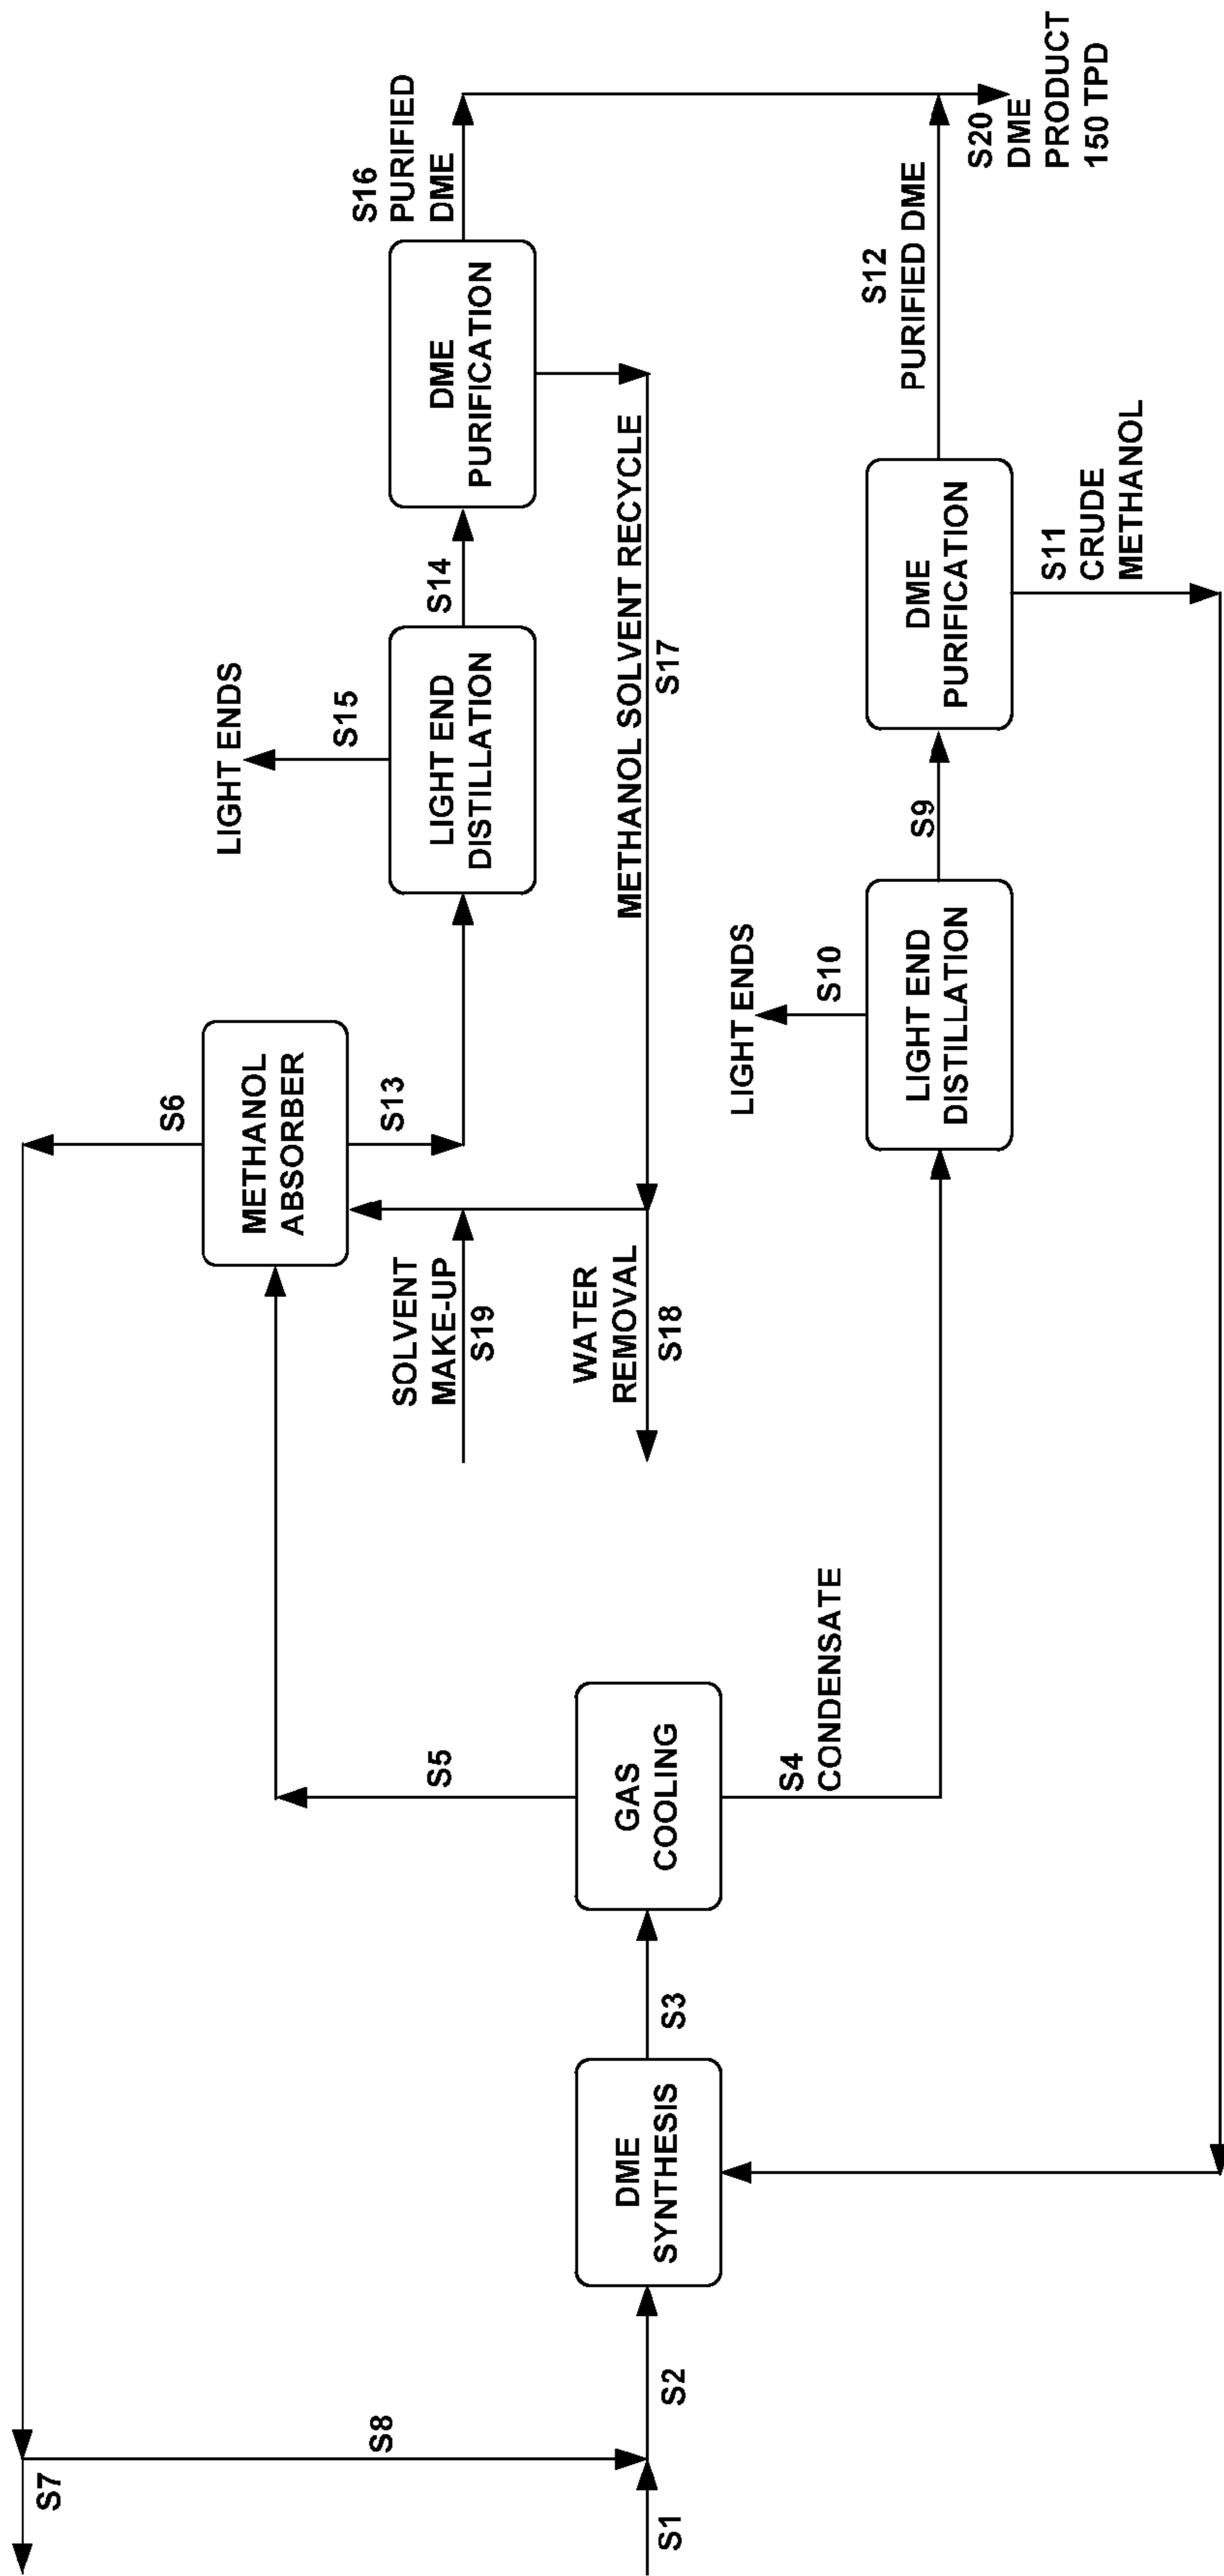 S7
S8
S1
S2
DME
SYNTHESIS
S3
GAS
COOLING
S5
S4
CONDENSATE
S6
METHANOL
ABSORBER
S13
SOLVENT
MAKE-UP
S19
WATER
REMOVAL
S18
LIGHT ENDS
S15
LIGHT END
DISTILLATION
S14
DME
PURIFICATION
S16
PURIFIED
DME
METHANOL SOLVENT RECYCLE
S17
LIGHT ENDS
S10
LIGHT END
DISTILLATION
S9
DME
PURIFICATION
S12
PURIFIED DME
S11
CRUDE
METHANOL
S20
DME
PRODUCT
150 TPD